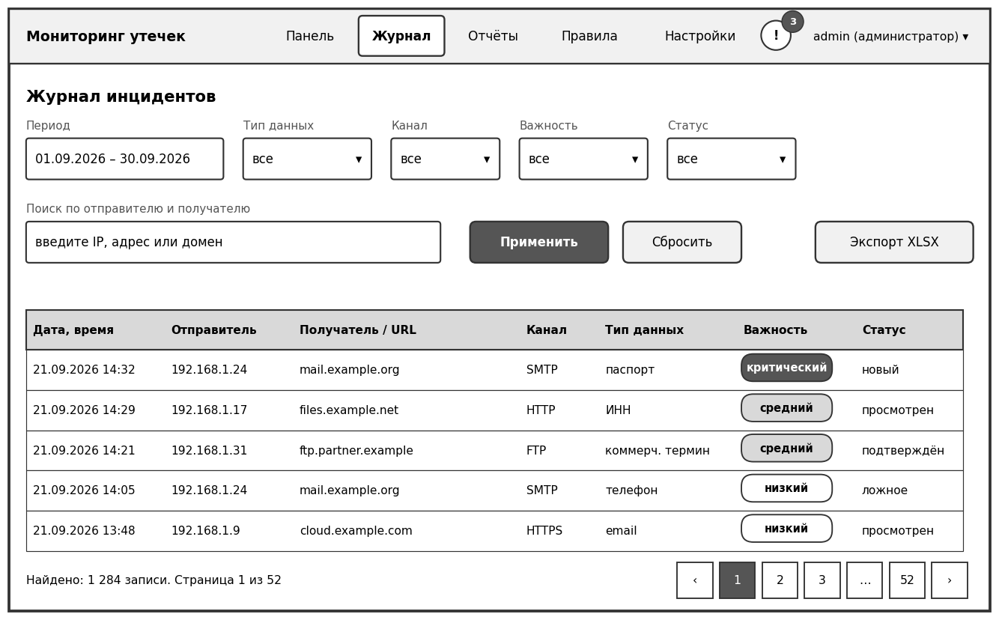 Мониторинг утечек Панель Журнал Отчёты Правила Настройки ! 3 admin (администратор) ▾
Журнал инцидентов
Период Тип данных Канал Важность Статус
01.09.2026 – 30.09.2026 все ▾ все ▾ все ▾ все ▾
Поиск по отправителю и получателю
введите IP, адрес или домен Применить Сбросить Экспорт XLSX
Дата, время Отправитель Получатель / URL Канал Тип данных Важность Статус
21.09.2026 14:32 192.168.1.24 mail.example.org SMTP паспорт критический новый
21.09.2026 14:29 192.168.1.17 files.example.net HTTP ИНН средний просмотрен
21.09.2026 14:21 192.168.1.31 ftp.partner.example FTP коммерч. термин средний подтверждён
21.09.2026 14:05 192.168.1.24 mail.example.org SMTP телефон низкий ложное
21.09.2026 13:48 192.168.1.9 cloud.example.com HTTPS email низкий просмотрен
Найдено: 1 284 записи. Страница 1 из 52 ‹ 1 2 3 … 52 ›